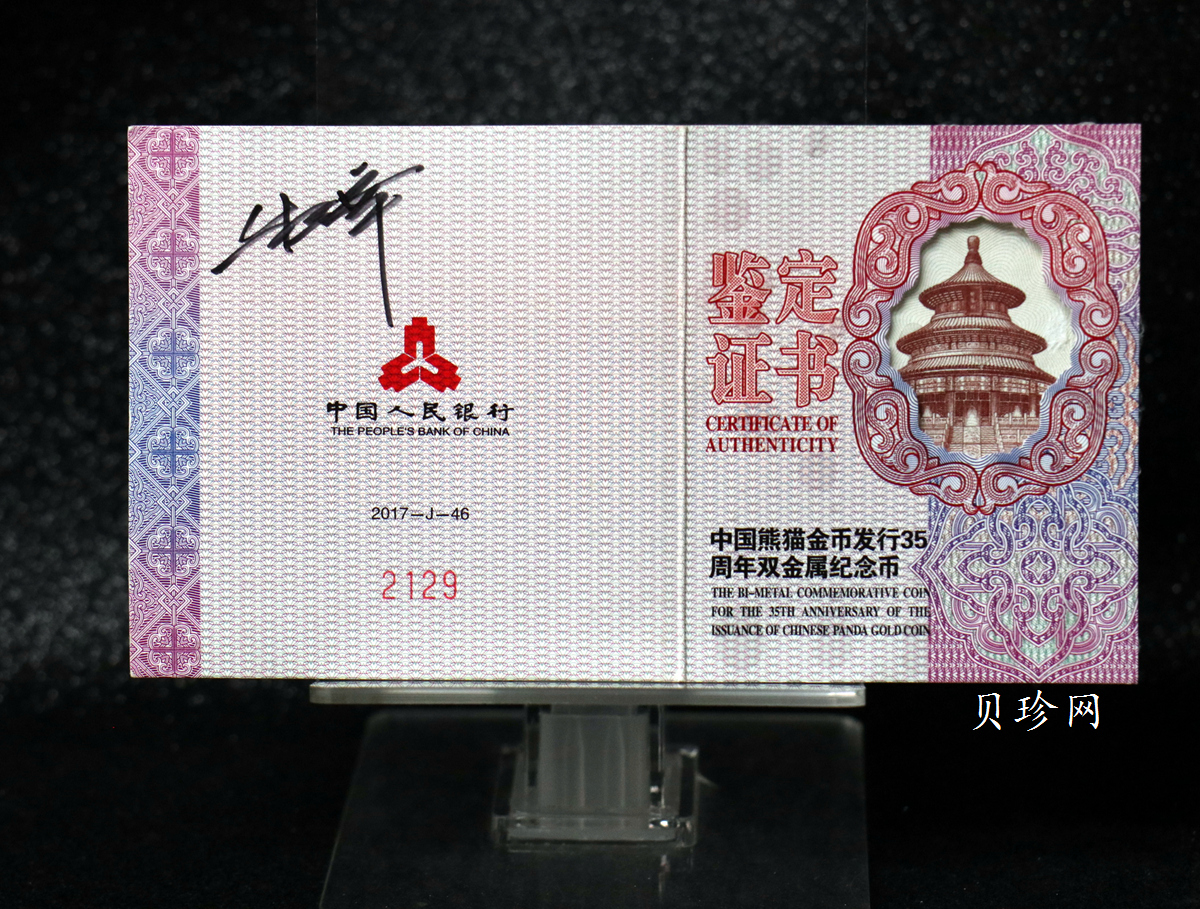 中国人民银行
THE PEOPLE'S BANK OF CHINA
2017—J—46
2129
鉴定
证书
CERTIFICATE OF
AUTHENTICITY
中国熊猫金币发行35
周年双金属纪念币
THE BI-METAL COMMEMORATIVE COIN
FOR THE 35TH ANNIVERSARY OF THE
ISSUANCE OF CHINESE PANDA GOLD COIN
贝珍网